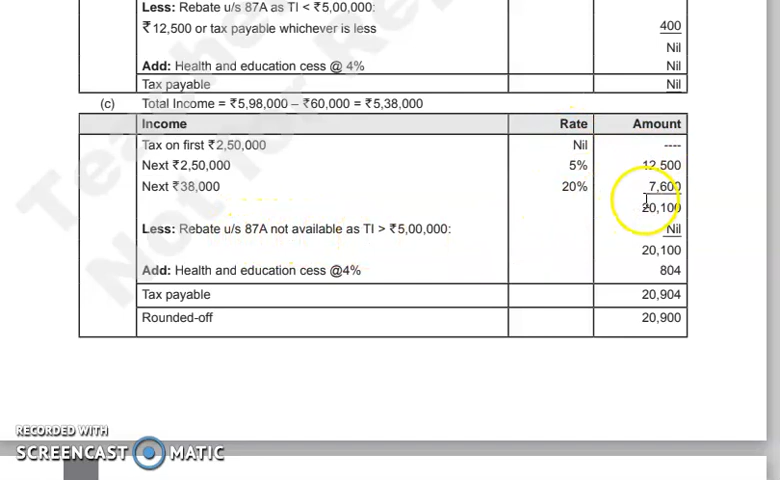 Less: Rebate u/s 87A as TI < ₹5,00,000:
₹12,500 or tax payable whichever is less 400
Nil
Add: Health and education cess @ 4% Nil
Tax payable Nil
(c) Total Income = ₹5,98,000 – ₹60,000 = ₹5,38,000
Income Rate Amount
Tax on first ₹2,50,000 Nil ----
Next ₹2,50,000 5% 12,500
Next ₹38,000 20% 7,600
20,100
Less: Rebate u/s 87A not available as TI > ₹5,00,000: Nil
20,100
Add: Health and education cess @4% 804
Tax payable 20,904
Rounded-off 20,900
RECORDED WITH
SCREENCAST MATIC